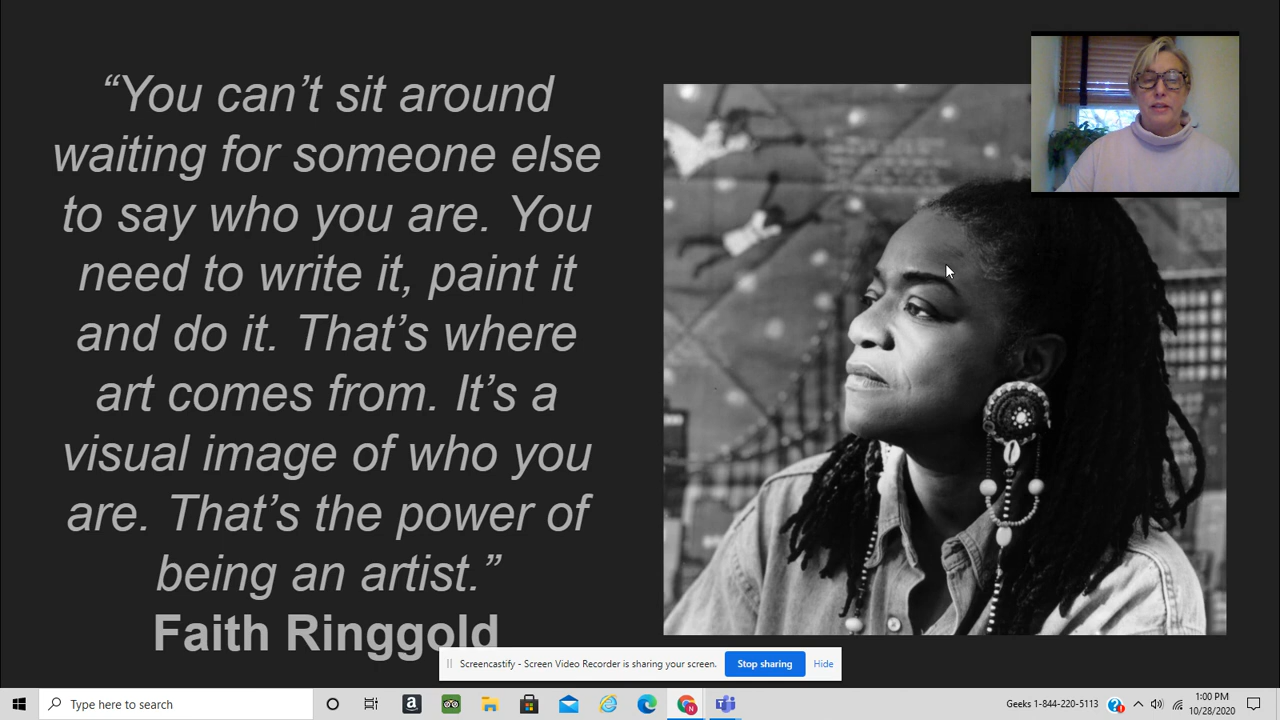 “You can’t sit around
waiting for someone else
to say who you are. You
need to write it, paint it
and do it. That’s where
art comes from. It’s a
visual image of who you
are. That’s the power of
being an artist.”
Faith Ringgold
Screencastify - Screen Video Recorder is sharing your screen.
Stop sharing
Hide
Type here to search
Geeks 1-844-220-5113
1:00 PM
10/28/2020